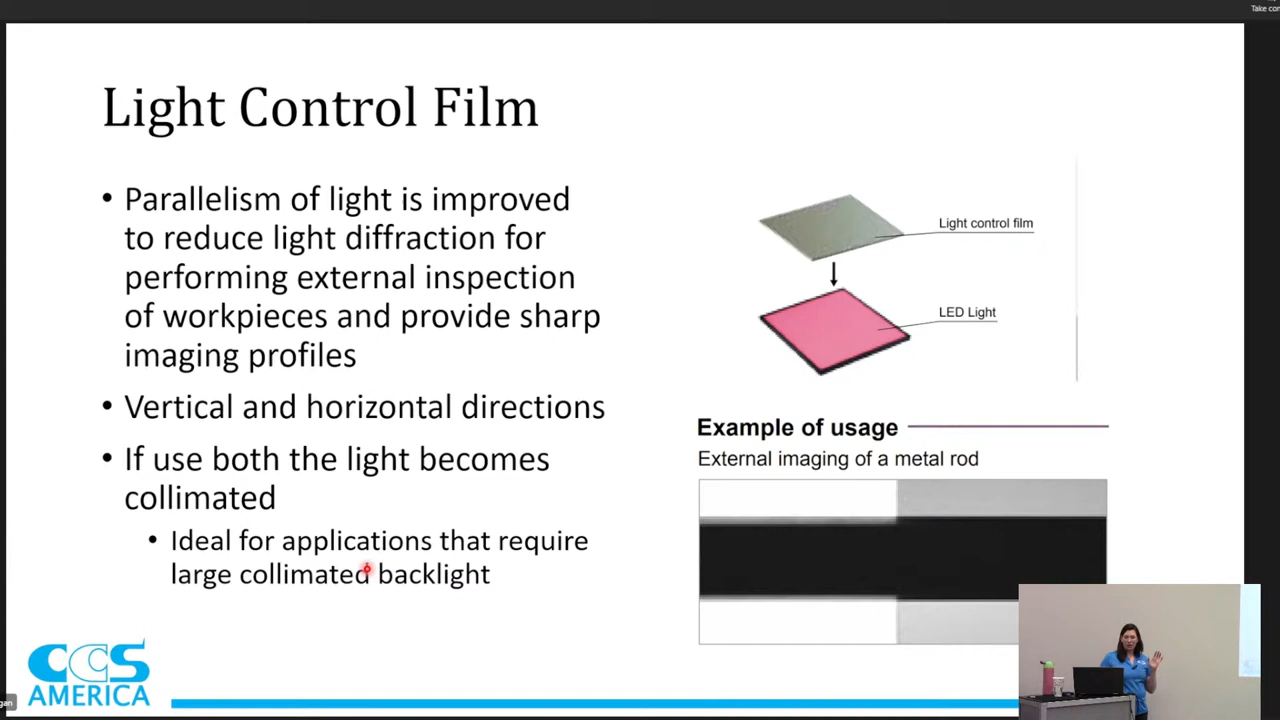 Take con
Light Control Film
• Parallelism of light is improved
to reduce light diffraction for
performing external inspection
of workpieces and provide sharp
imaging profiles
• Vertical and horizontal directions
• If use both the light becomes
collimated
• Ideal for applications that require
large collimated backlight
Light control film
LED Light
Example of usage
External imaging of a metal rod
CCS
AMERICA
gan